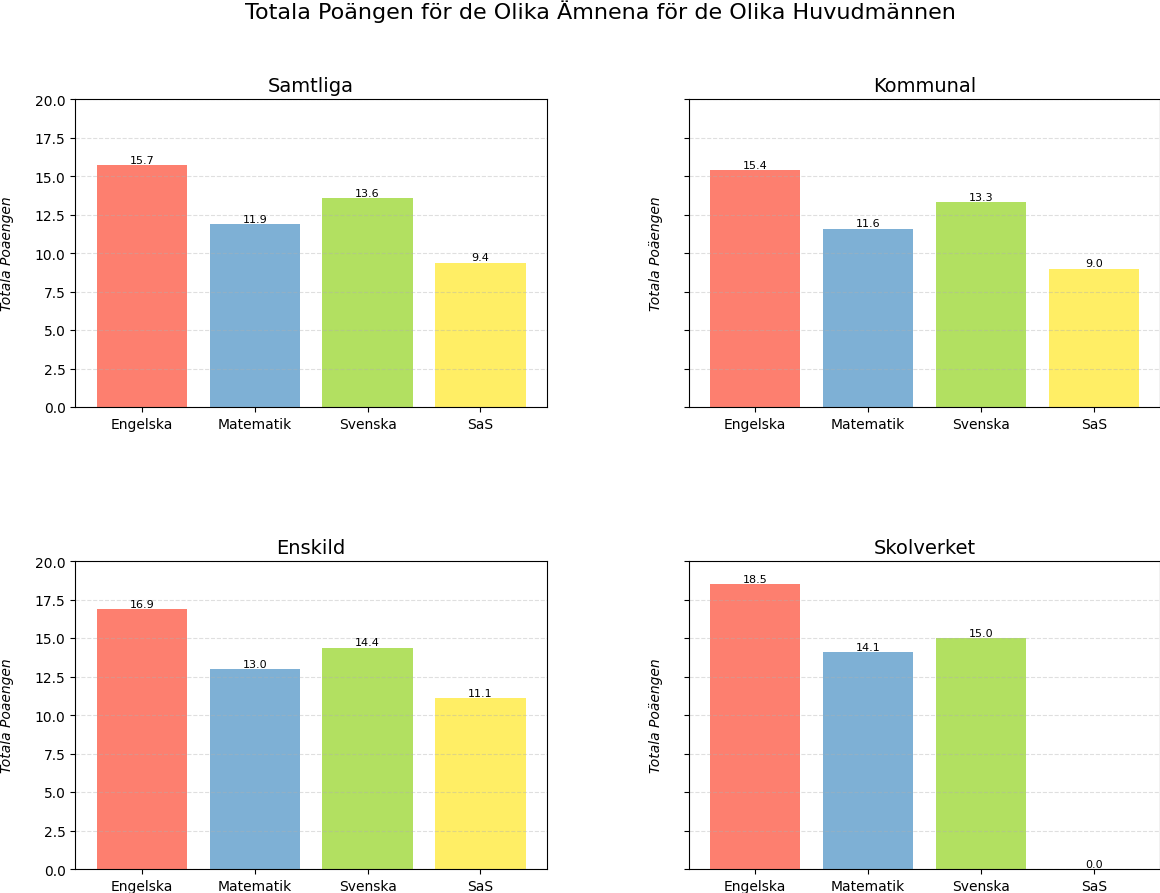 Totala Poängen för de Olika Ämnena för de Olika Huvudmännen
Samtliga
20.0
17.5
15.0
12.5
10.0
7.5
5.0
2.5
0.0
Totala Poäengen
15.7
11.9
13.6
9.4
Engelska Matematik Svenska SaS
Kommunal
Totala Poäengen
15.4
11.6
13.3
9.0
Engelska Matematik Svenska SaS
Enskild
20.0
17.5
15.0
12.5
10.0
7.5
5.0
2.5
0.0
Totala Poäengen
16.9
13.0
14.4
11.1
Engelska Matematik Svenska SaS
Skolverket
Totala Poäengen
18.5
14.1
15.0
0.0
Engelska Matematik Svenska SaS